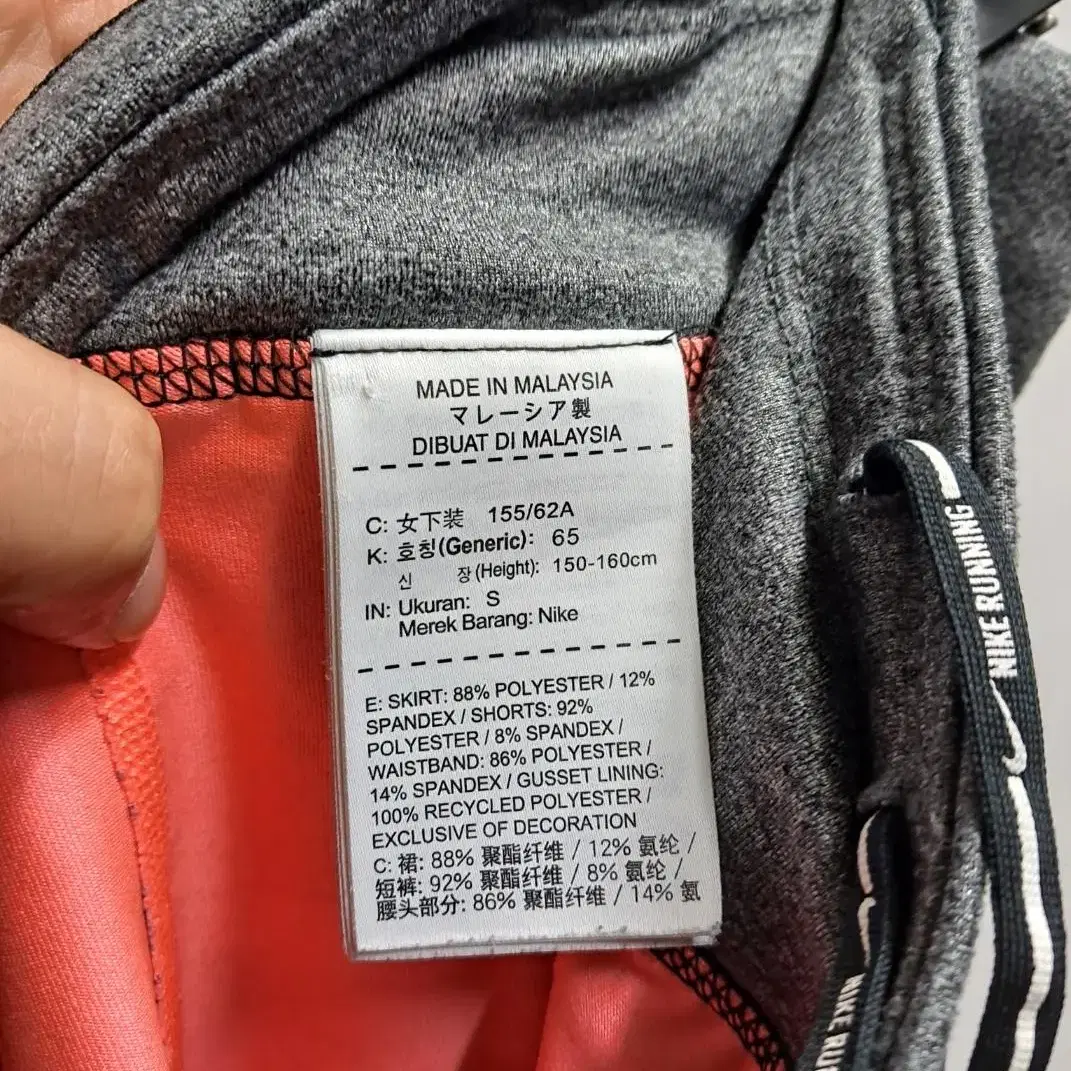 MADE IN MALAYSIA
マレーシア製
DIBUAT DI MALAYSIA
C: 女下装 155/62A
K: 호칭(Generic): 65
신 장(Height): 150-160cm
IN: Ukuran: S
Merek Barang: Nike
E: SKIRT: 88% POLYESTER / 12%
SPANDEX / SHORTS: 92%
POLYESTER / 8% SPANDEX /
WAISTBAND: 86% POLYESTER /
14% SPANDEX / GUSSET LINING:
100% RECYCLED POLYESTER /
EXCLUSIVE OF DECORATION
C: 裙: 88% 聚酯纤维 / 12% 氨纶 /
短裤: 92% 聚酯纤维 / 8% 氨纶 /
腰头部分: 86% 聚酯纤维 / 14% 氨
NIKE RUNNING
NIKE RUN